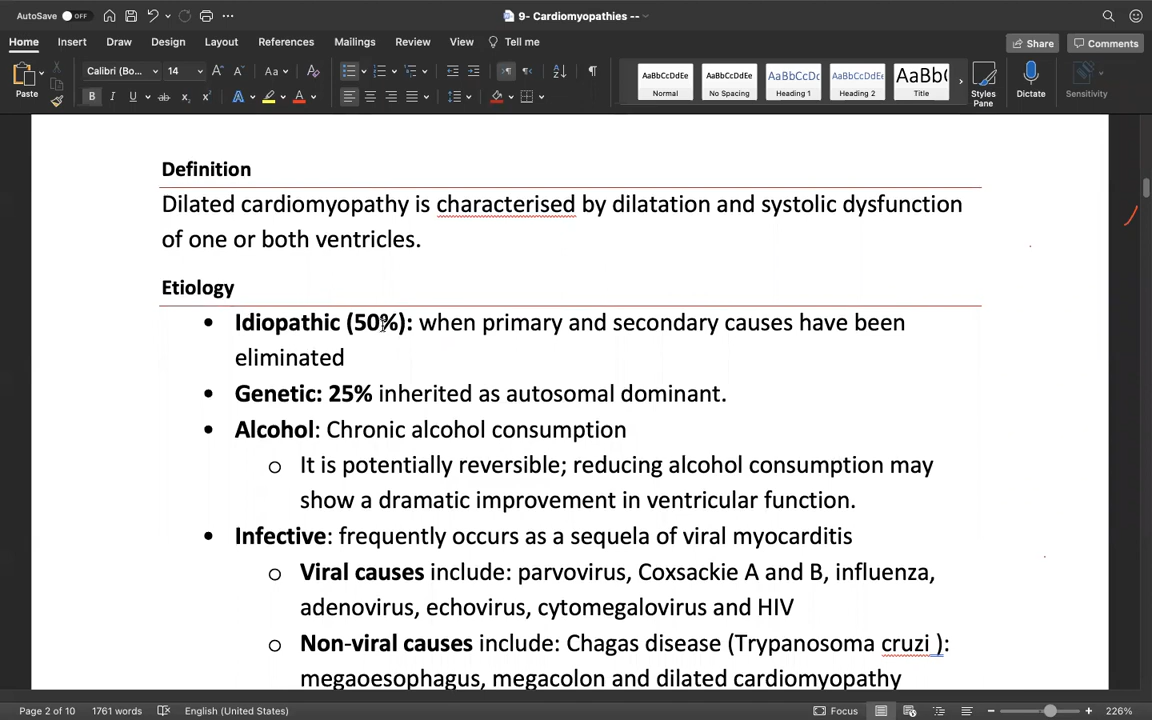 AutoSave OFF
9- Cardiomyopathies --
Home Insert Draw Design Layout References Mailings Review View Tell me
Share Comments
Paste
Calibri (Bo... 14
AaBbCcDdEe AaBbCcDdEe AaBbCcDc AaBbCcDdEe AaBb(
Normal No Spacing Heading 1 Heading 2 Title
Styles Pane
Dictate
Sensitivity
Definition
Dilated cardiomyopathy is characterised by dilatation and systolic dysfunction
of one or both ventricles.
Etiology
• Idiopathic (50%): when primary and secondary causes have been
eliminated
• Genetic: 25% inherited as autosomal dominant.
• Alcohol: Chronic alcohol consumption
o It is potentially reversible; reducing alcohol consumption may
show a dramatic improvement in ventricular function.
• Infective: frequently occurs as a sequela of viral myocarditis
o Viral causes include: parvovirus, Coxsackie A and B, influenza,
adenovirus, echovirus, cytomegalovirus and HIV
o Non-viral causes include: Chagas disease (Trypanosoma cruzi ):
megaoesophagus, megacolon and dilated cardiomyopathy
Page 2 of 10 1761 words English (United States) Focus 226%